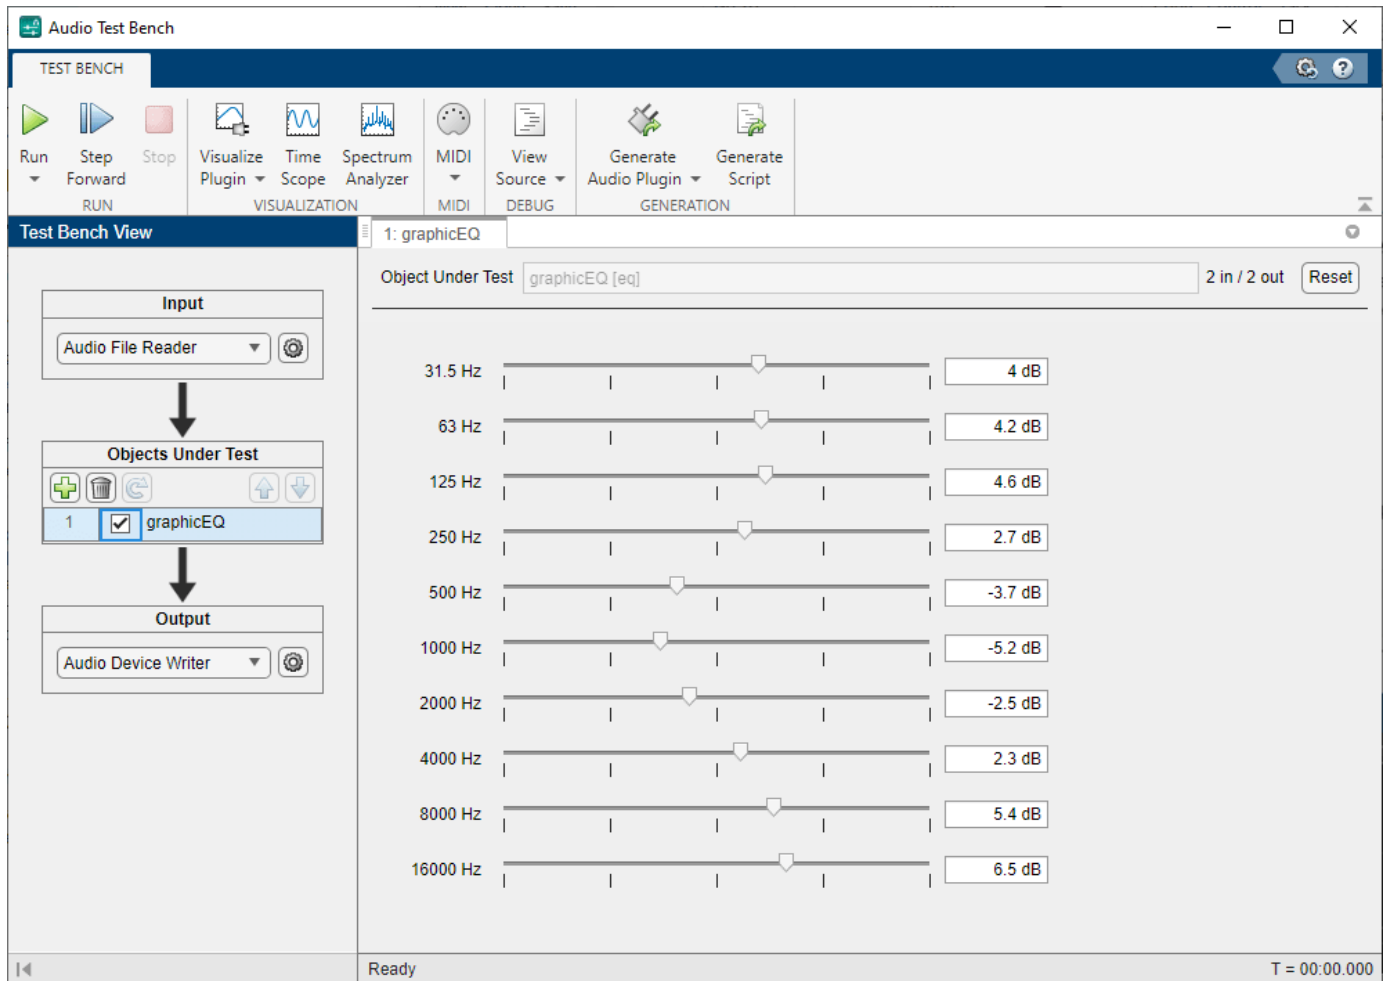 Audio Test Bench
TEST BENCH
Run
Step Forward
Stop
Visualize Plugin
Time Scope
Spectrum Analyzer
MIDI
View Source
Generate Audio Plugin
Generate Script
RUN
VISUALIZATION
MIDI
DEBUG
GENERATION
Test Bench View
Input
Audio File Reader
Objects Under Test
1 graphicEQ
Output
Audio Device Writer
1: graphicEQ
Object Under Test graphicEQ [eq] 2 in / 2 out Reset
31.5 Hz 4 dB
63 Hz 4.2 dB
125 Hz 4.6 dB
250 Hz 2.7 dB
500 Hz -3.7 dB
1000 Hz -5.2 dB
2000 Hz -2.5 dB
4000 Hz 2.3 dB
8000 Hz 5.4 dB
16000 Hz 6.5 dB
Ready T = 00:00.000